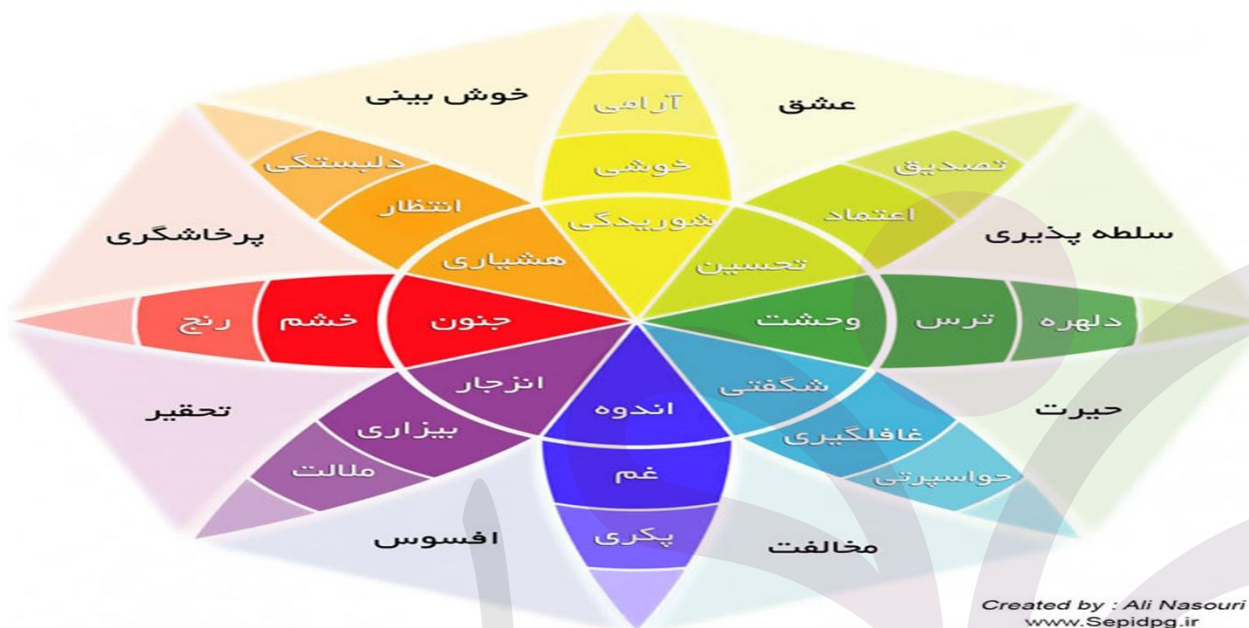 خوش بینی
آرامی
عشق
دلبستگی
خوشی
تصدیق
انتظار
شوریدگی
اعتماد
پرخاشگری
هشیاری
تحسین
سلطه پذیری
رنج
خشم
جنون
وحشت
ترس
دلهره
تحقیر
انزجار
اندوه
شگفتی
حیرت
بیزاری
غافلگیری
ملالت
غم
حواسپرتی
افسوس
پکری
مخالفت
Created by : Ali Nasouri
www.Sepidpg.ir